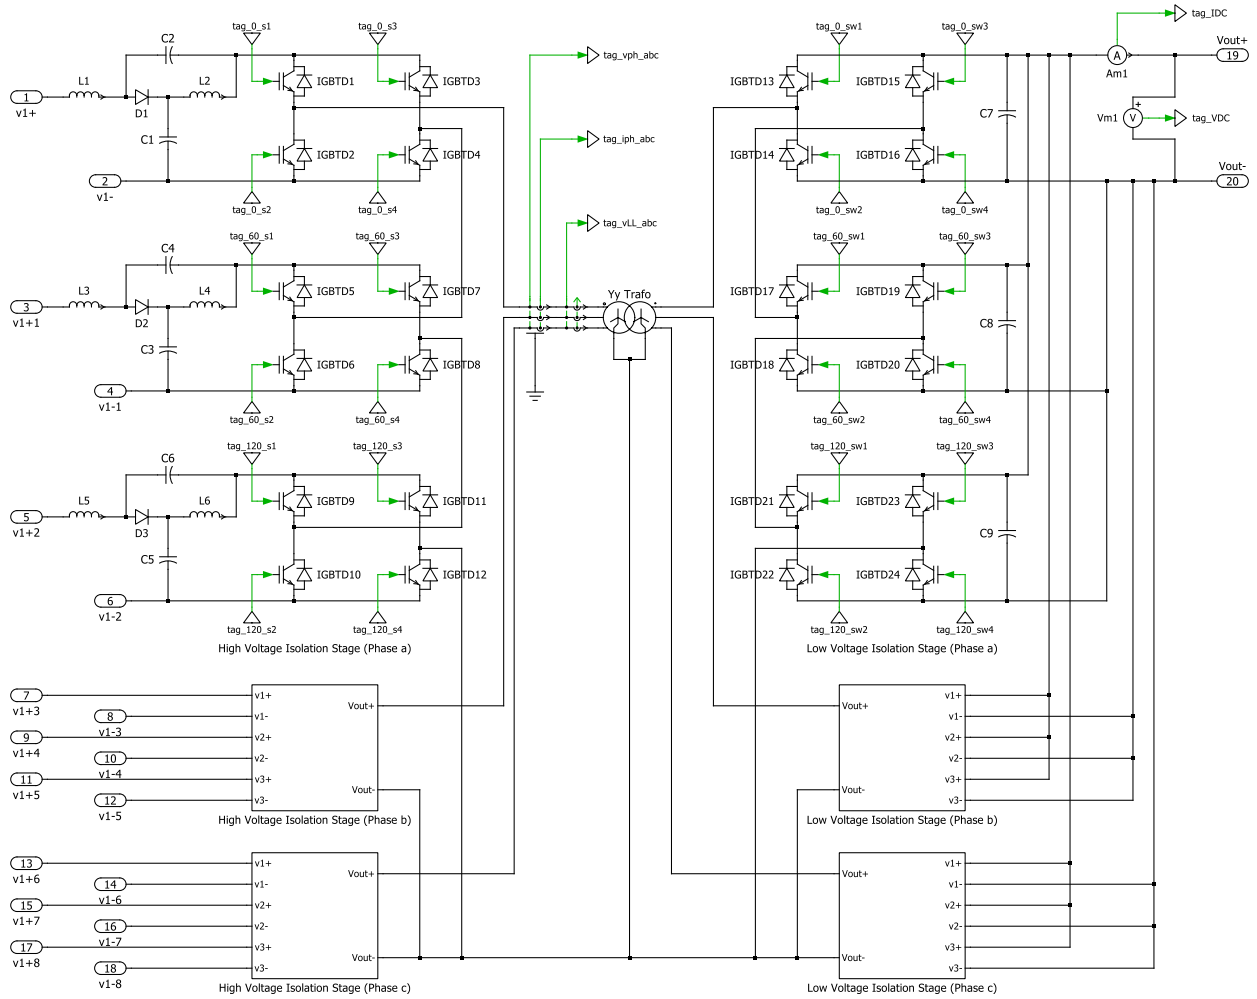 tag_0_s1
tag_0_s3
tag_0_sw1
tag_0_sw3
tag_IDC
C2
Vout+
19
tag_vph_abc
A
Am1
L1
L2
IGBTD1
IGBTD3
IGBTD13
IGBTD15
1
v1+
D1
C7
+
Vm1
V
tag_VDC
C1
tag_iph_abc
IGBTD2
IGBTD4
IGBTD14
IGBTD16
Vout-
20
2
v1-
tag_0_s2
tag_0_s4
tag_0_sw2
tag_0_sw4
tag_vLL_abc
tag_60_s1
tag_60_s3
tag_60_sw1
tag_60_sw3
C4
L3
L4
IGBTD5
IGBTD7
Yy Trafo
IGBTD17
IGBTD19
3
v1+1
D2
C8
C3
IGBTD6
IGBTD8
IGBTD18
IGBTD20
4
v1-1
tag_60_s2
tag_60_s4
tag_60_sw2
tag_60_sw4
tag_120_s1
tag_120_s3
tag_120_sw1
tag_120_sw3
C6
L5
L6
IGBTD9
IGBTD11
IGBTD21
IGBTD23
5
v1+2
D3
C9
C5
IGBTD10
IGBTD12
IGBTD22
IGBTD24
6
v1-2
tag_120_s2
tag_120_s4
tag_120_sw2
tag_120_sw4
High Voltage Isolation Stage (Phase a)
Low Voltage Isolation Stage (Phase a)
7
v1+3
8
v1-3
9
v1+4
10
v1-4
11
v1+5
12
v1-5
v1+
v1-
v2+
v2-
v3+
v3-
Vout+
Vout-
High Voltage Isolation Stage (Phase b)
Vout+
Vout-
v1+
v1-
v2+
v2-
v3+
v3-
Low Voltage Isolation Stage (Phase b)
13
v1+6
14
v1-6
15
v1+7
16
v1-7
17
v1+8
18
v1-8
v1+
v1-
v2+
v2-
v3+
v3-
Vout+
Vout-
High Voltage Isolation Stage (Phase c)
Vout+
Vout-
v1+
v1-
v2+
v2-
v3+
v3-
Low Voltage Isolation Stage (Phase c)